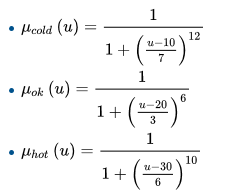 • μ_cold (u) = 1 / (1 + ((u−10)/7)^12)
• μ_ok (u) = 1 / (1 + ((u−20)/3)^6)
• μ_hot (u) = 1 / (1 + ((u−30)/6)^10)